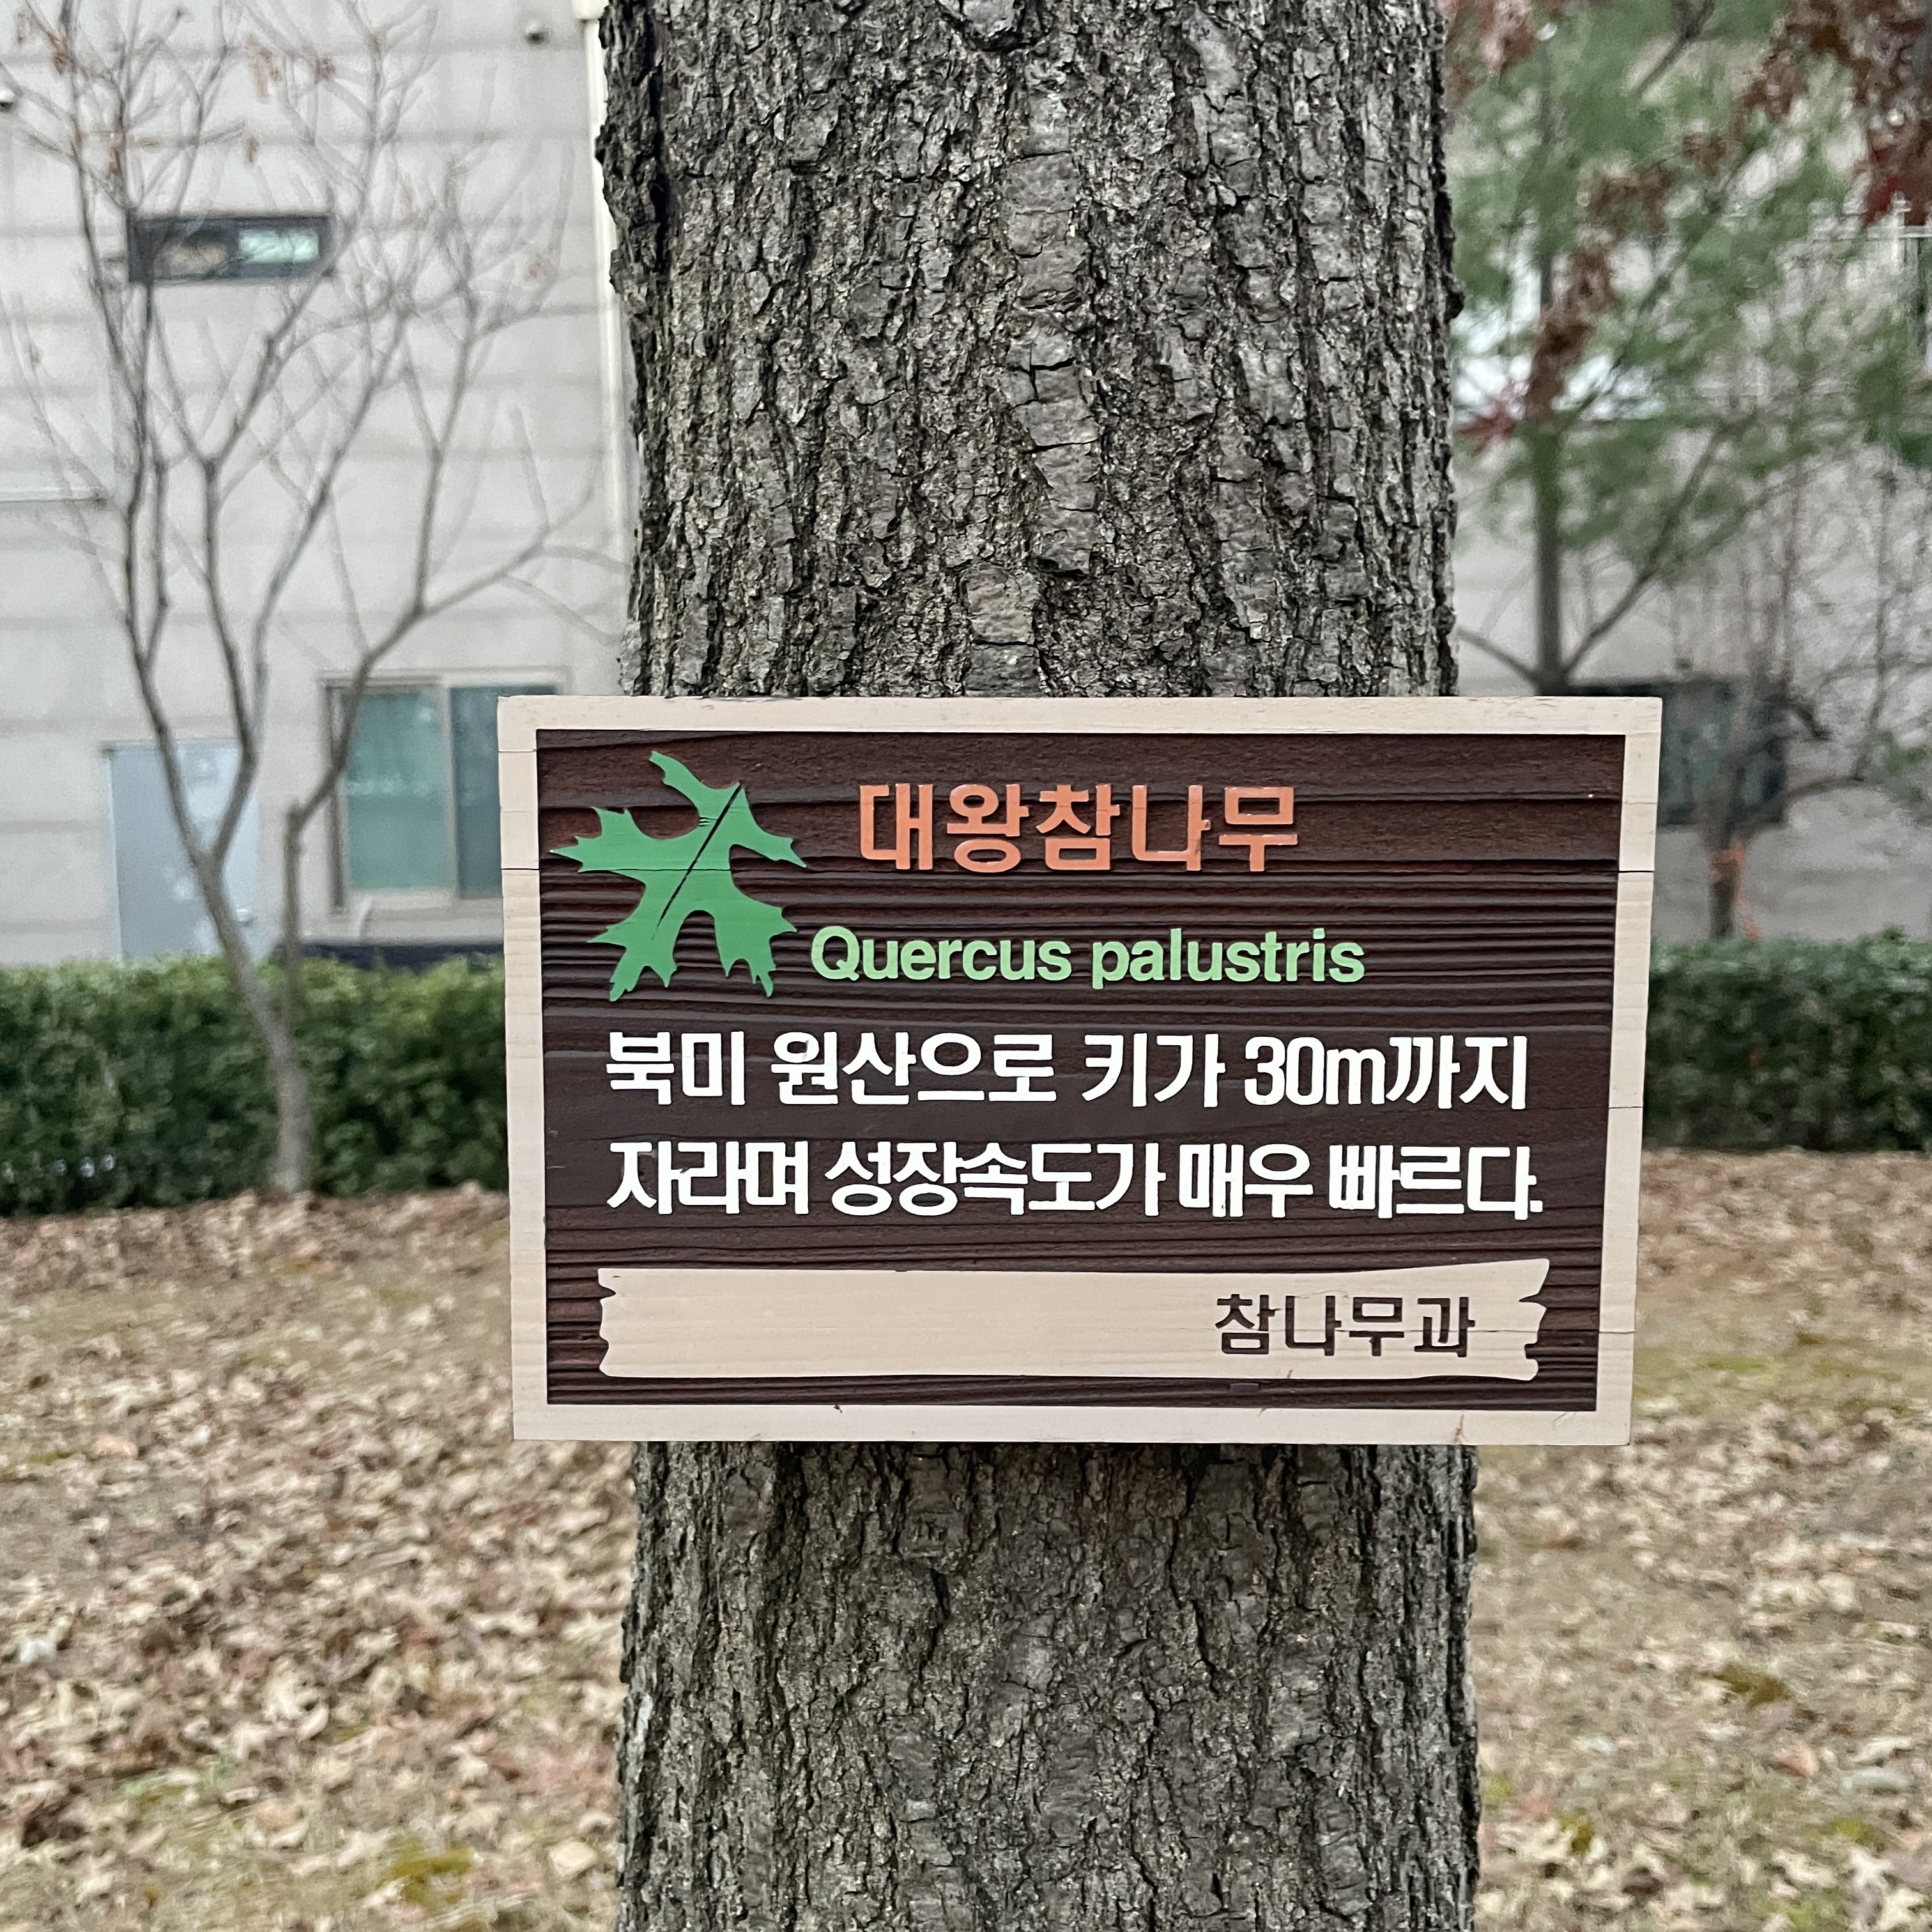 대왕참나무
Quercus palustris
북미 원산으로 키가 30m까지
자라며 성장속도가 매우 빠르다.
참나무과